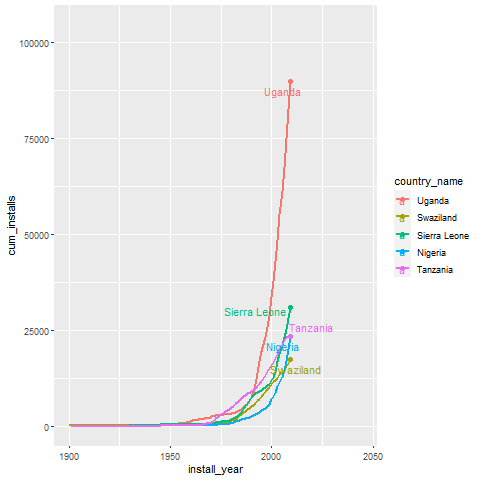 100000
75000
50000
25000
0
cum_installs
Uganda
Sierra Leone
Tanzania
Nigeria
Swaziland
1900
1950
2000
2050
install_year
country_name
a Uganda
a Swaziland
a Sierra Leone
a Nigeria
a Tanzania